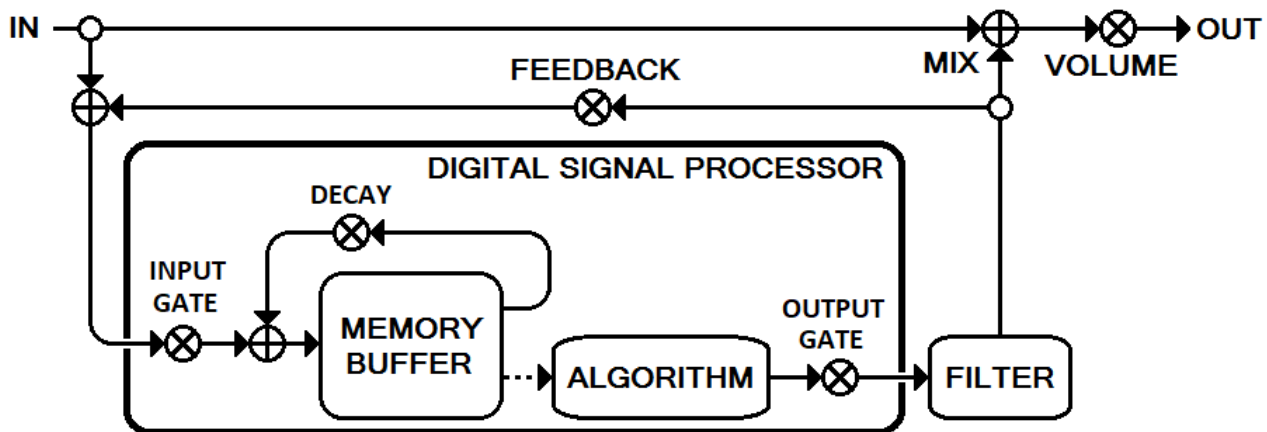 IN
OUT
MIX
VOLUME
FEEDBACK
DIGITAL SIGNAL PROCESSOR
DECAY
INPUT
GATE
OUTPUT
GATE
MEMORY
BUFFER
ALGORITHM
FILTER